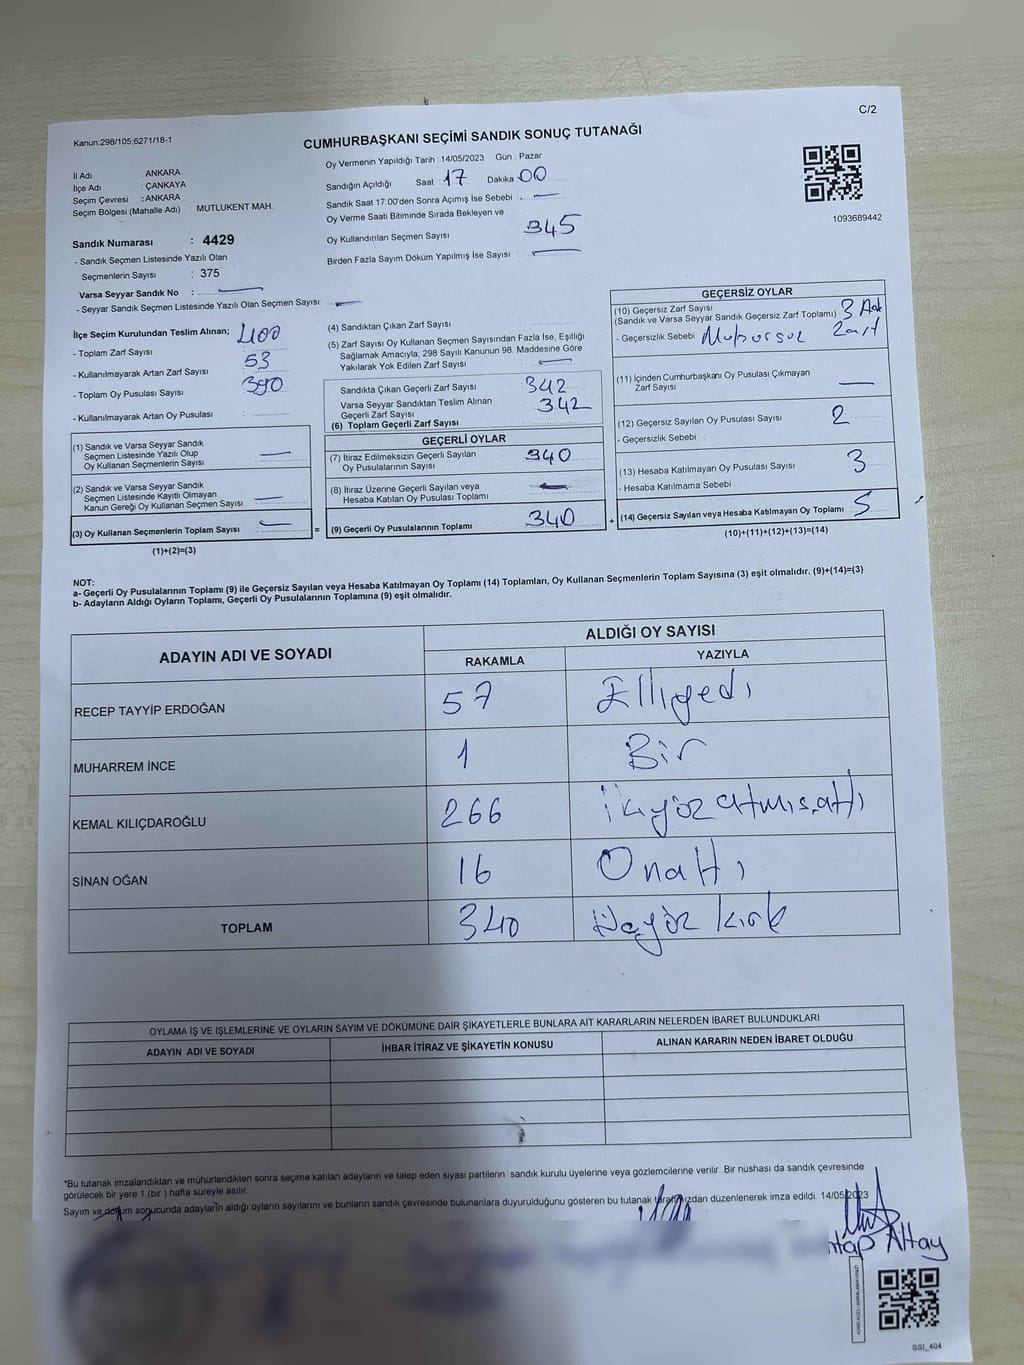 C/2
Kanun:298/105;6271/18-1
CUMHURBAŞKANI SEÇİMİ SANDIK SONUÇ TUTANAĞI
İl Adı : ANKARA
İlçe Adı : ÇANKAYA
Seçim Çevresi : ANKARA
Seçim Bölgesi (Mahalle Adı) : MUTLUKENT MAH.
Sandık Numarası : 4429
- Sandık Seçmen Listesinde Yazılı Olan
Seçmenlerin Sayısı : 375
Varsa Seyyar Sandık No :
- Seyyar Sandık Seçmen Listesinde Yazılı Olan Seçmen Sayısı:
Oy Vermenin Yapıldığı Tarih : 14/05/2023 Gün : Pazar
Sandığın Açıldığı Saat 17 Dakika 00
Sandık Saat 17:00'den Sonra Açımış İse Sebebi :
Oy Verme Saati Bitiminde Sırada Bekleyen ve
Oy Kullandırılan Seçmen Sayısı 345
Birden Fazla Sayım Döküm Yapılmış İse Sayısı :
1093689442
İlçe Seçim Kurulundan Teslim Alınan;
- Toplam Zarf Sayısı 400
- Kullanılmayarak Artan Zarf Sayısı 53
- Toplam Oy Pusulası Sayısı 390
- Kullanılmayarak Artan Oy Pusulası :
(1) Sandık ve Varsa Seyyar Sandık
Seçmen Listesinde Yazılı Olup
Oy Kullanan Seçmenlerin Sayısı :
(2) Sandık ve Varsa Seyyar Sandık
Seçmen Listesinde Kayıtlı Olmayan
Kanun Gereği Oy Kullanan Seçmen Sayısı :
(3) Oy Kullanan Seçmenlerin Toplam Sayısı :
(1)+(2)=(3)
(4) Sandıktan Çıkan Zarf Sayısı :
(5) Zarf Sayısı Oy Kullanan Seçmen Sayısından Fazla İse, Eşitliği
Sağlamak Amacıyla, 298 Sayılı Kanunun 98. Maddesine Göre
Yakılarak Yok Edilen Zarf Sayısı :
Sandıkta Çıkan Geçerli Zarf Sayısı 342
Varsa Seyyar Sandıktan Teslim Alınan
Geçerli Zarf Sayısı 342
(6) Toplam Geçerli Zarf Sayısı :
GEÇERLİ OYLAR
(7) İtiraz Edilmeksizin Geçerli Sayılan
Oy Pusulalarının Sayısı 340
(8) İtiraz Üzerine Geçerli Sayılan veya
Hesaba Katılan Oy Pusulası Toplamı
= (9) Geçerli Oy Pusulalarının Toplamı 340 +
GEÇERSİZ OYLAR
(10) Geçersiz Zarf Sayısı : 3
(Sandık ve Varsa Seyyar Sandık Geçersiz Zarf Toplamı)
- Geçersizlik Sebebi :
(11) İçinden Cumhurbaşkanı Oy Pusulası Çıkmayan
Zarf Sayısı :
(12) Geçersiz Sayılan Oy Pusulası Sayısı : 2
- Geçersizlik Sebebi :
(13) Hesaba Katılmayan Oy Pusulası Sayısı : 3
- Hesaba Katılmama Sebebi :
(14) Geçersiz Sayılan veya Hesaba Katılmayan Oy Toplamı : 5
(10)+(11)+(12)+(13)=(14)
NOT:
a- Geçerli Oy Pusulalarının Toplamı (9) ile Geçersiz Sayılan veya Hesaba Katılmayan Oy Toplamı (14) Toplamları, Oy Kullanan Seçmenlerin Toplam Sayısına (3) eşit olmalıdır. (9)+(14)=(3)
b- Adayların Aldığı Oyların Toplamı, Geçerli Oy Pusulalarının Toplamına (9) eşit olmalıdır.
ADAYIN ADI VE SOYADI
ALDIĞI OY SAYISI
RAKAMLA YAZIYLA
RECEP TAYYİP ERDOĞAN 57 Elliyedi
MUHARREM İNCE 1 Bir
KEMAL KILIÇDAROĞLU 266 ikiyüz atmışaltı
SİNAN OĞAN 16 Onaltı
TOPLAM 340 kırk
OYLAMA İŞ VE İŞLEMLERİNE VE OYLARIN SAYIM VE DÖKÜMÜNE DAİR ŞİKAYETLERLE BUNLARA AİT KARARLARIN NELERDEN İBARET BULUNDUKLARI
ADAYIN ADI VE SOYADI İHBAR İTİRAZ VE ŞİKAYETİN KONUSU ALINAN KARARIN NEDEN İBARET OLDUĞU
*Bu tutanak imzalandıktan ve mühürlendikten sonra seçime katılan adayların ve talep eden siyasi partilerin sandık kurulu üyelerine veya gözlemcilerine verilir. Bir nüshası da sandık çevresinde
görülecek bir yere 1 (bir ) hafta süreyle asılır.
Sayım ve döküm sonucunda adayların aldığı oyların sayılarını ve bunların sandık çevresinde bulunanlara duyurulduğunu gösteren bu tutanak tarafımızdan düzenlenerek imza edildi. 14/05/2023
Altay
SSI_404